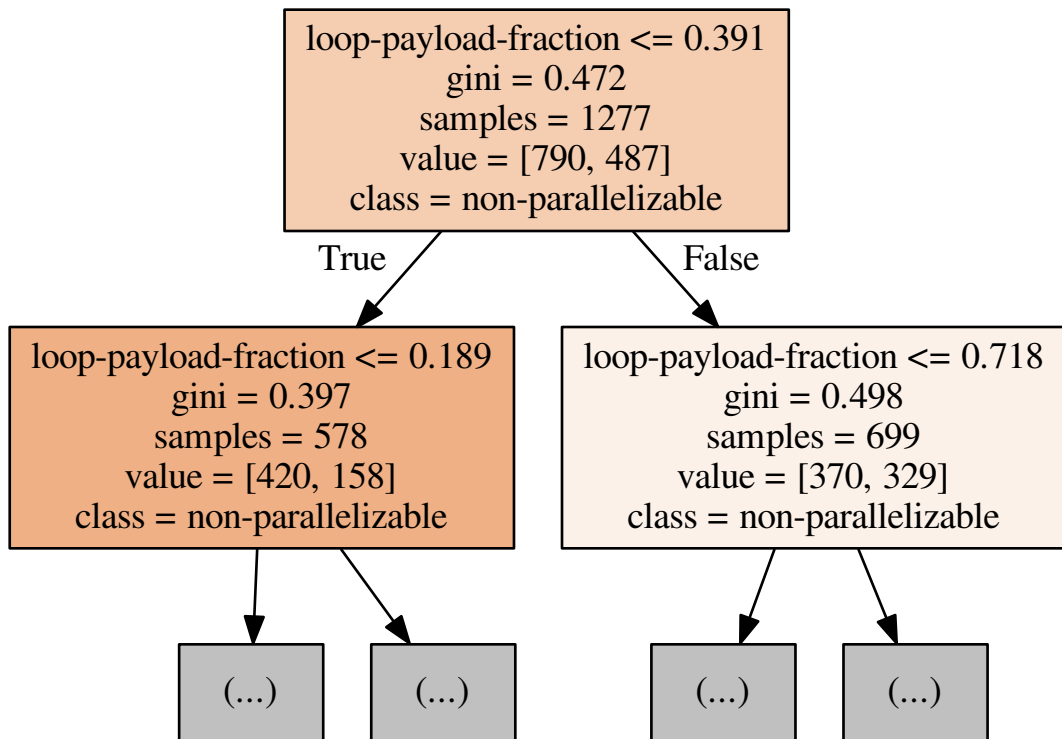 loop-payload-fraction <= 0.391
gini = 0.472
samples = 1277
value = [790, 487]
class = non-parallelizable
True
False
loop-payload-fraction <= 0.189
gini = 0.397
samples = 578
value = [420, 158]
class = non-parallelizable
loop-payload-fraction <= 0.718
gini = 0.498
samples = 699
value = [370, 329]
class = non-parallelizable
(...)
(...)
(...)
(...)